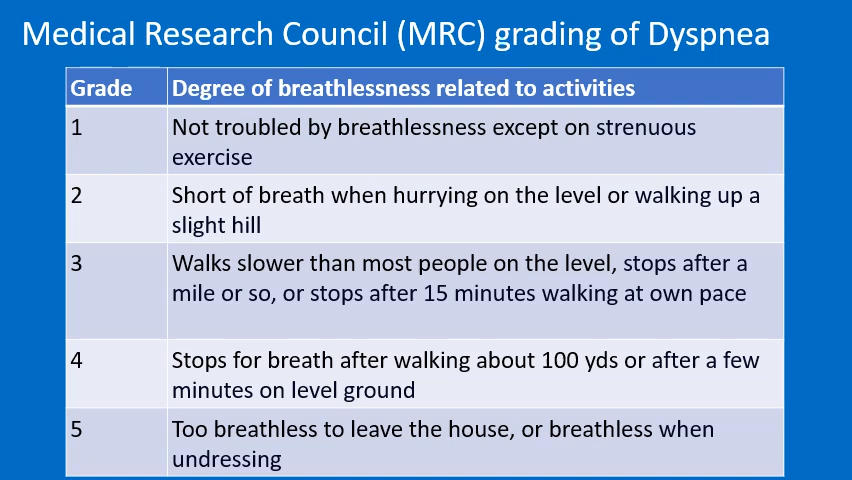 Medical Research Council (MRC) grading of Dyspnea
Grade Degree of breathlessness related to activities
1 Not troubled by breathlessness except on strenuous
exercise
2 Short of breath when hurrying on the level or walking up a
slight hill
3 Walks slower than most people on the level, stops after a
mile or so, or stops after 15 minutes walking at own pace
4 Stops for breath after walking about 100 yds or after a few
minutes on level ground
5 Too breathless to leave the house, or breathless when
undressing